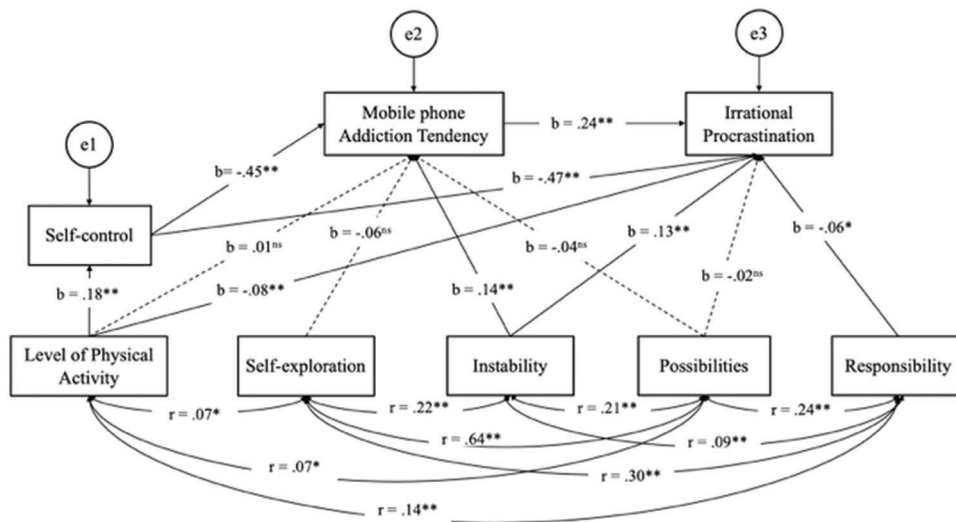 e2
e3
Mobile phone
Addiction Tendency
b = .24**
Irrational
Procrastination
e1
b= -.45**
b = -.47**
Self-control
b = .01ns
b = -.06ns
b = -.04ns
b = .13**
b = -.06*
b = .18**
b = -.08**
b = .14**
b = -.02ns
Level of Physical
Activity
Self-exploration
Instability
Possibilities
Responsibility
r = .07*
r = .22**
r = .21**
r = .24**
r = .64**
r = .09**
r = .07*
r = .30**
r = .14**